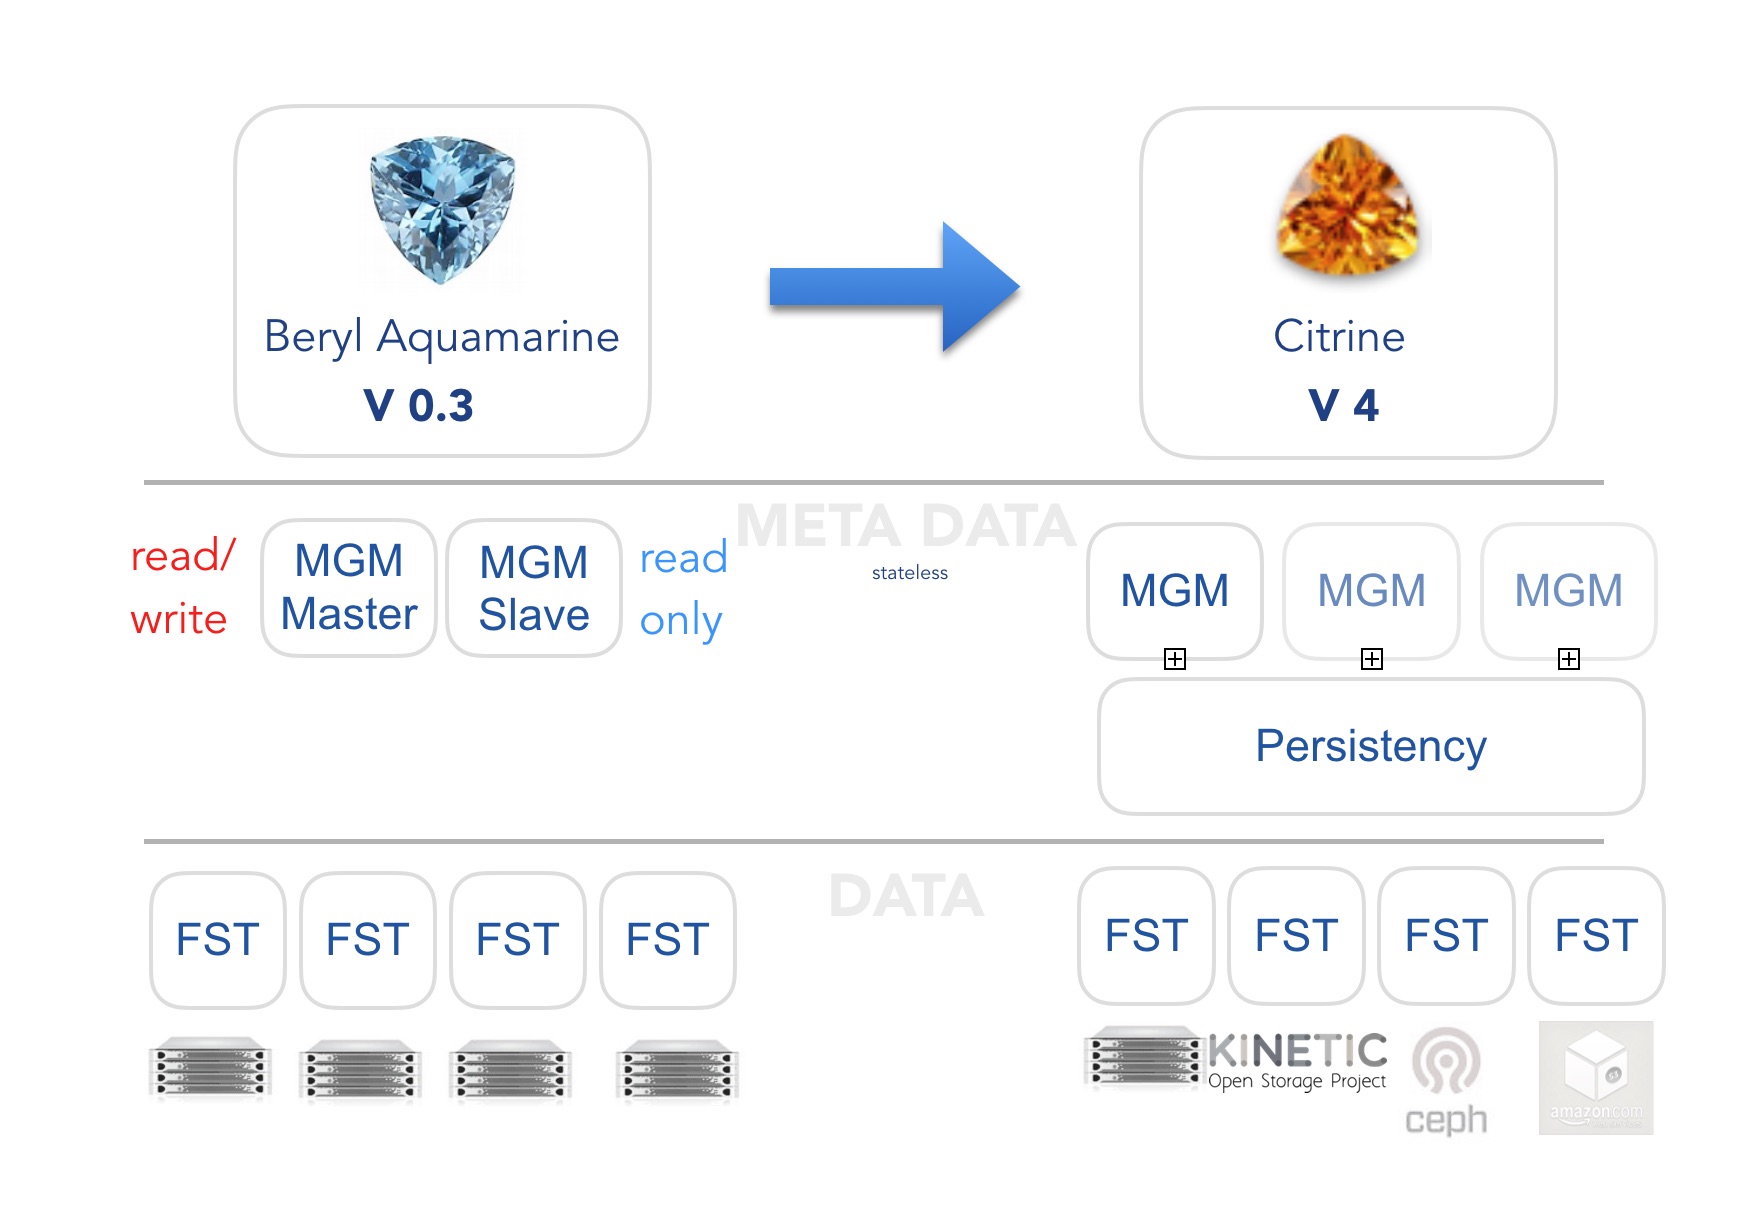 Beryl Aquamarine
V 0.3
Citrine
V 4
META DATA
stateless
read/
write
MGM
Master
MGM
Slave
read
only
MGM
MGM
MGM
Persistency
DATA
FST
FST
FST
FST
FST
FST
FST
FST
KINETIC
Open Storage Project
ceph
S3
amazon.com